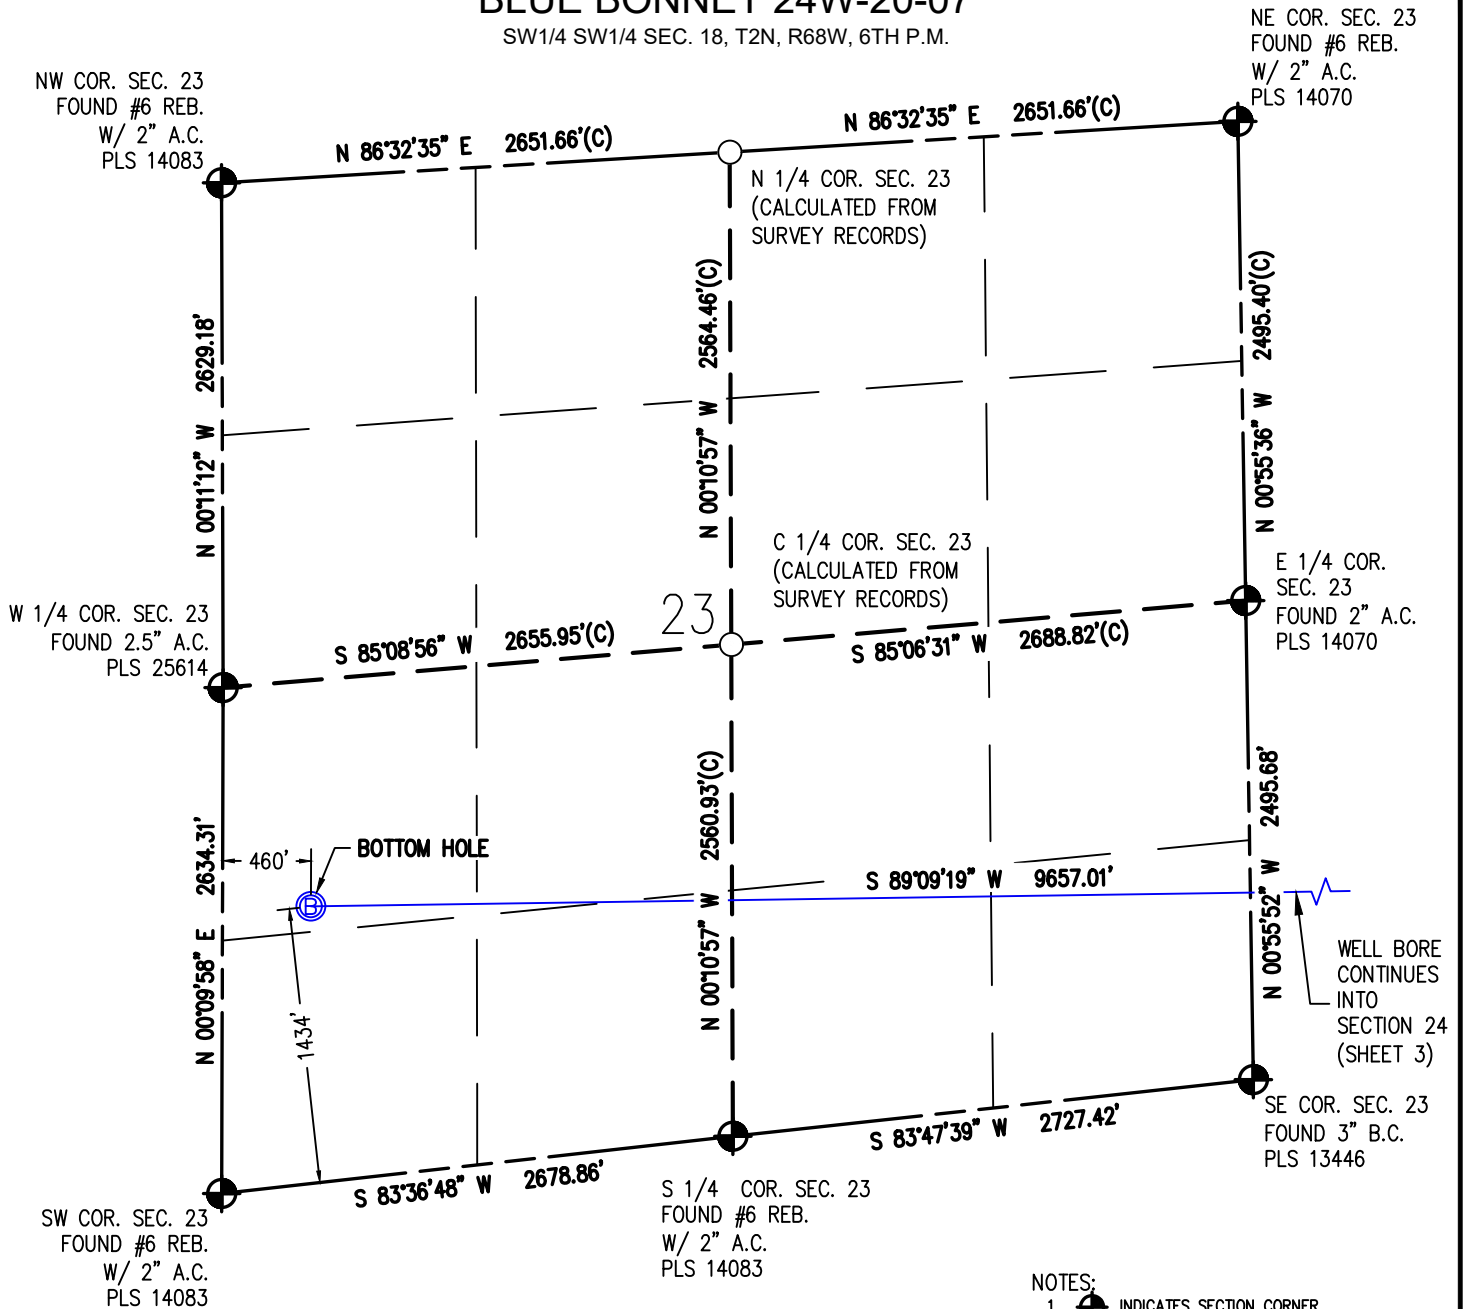 BLUE BONNET 24W-20-07
SW1/4 SW1/4 SEC. 18, T2N, R68W, 6TH P.M.
NE COR. SEC. 23
FOUND #6 REB.
W/ 2" A.C.
PLS 14070
NW COR. SEC. 23
FOUND #6 REB.
W/ 2" A.C.
PLS 14083
N 86°32'35" E 2651.66'(C)
N 86°32'35" E 2651.66'(C)
N 1/4 COR. SEC. 23
(CALCULATED FROM
SURVEY RECORDS)
N 00°11'12" W 2629.18'
N 00°10'57" W 2564.46'(C)
N 00°55'36" W 2495.40'(C)
C 1/4 COR. SEC. 23
(CALCULATED FROM
SURVEY RECORDS)
E 1/4 COR.
SEC. 23
FOUND 2" A.C.
PLS 14070
W 1/4 COR. SEC. 23
FOUND 2.5" A.C.
PLS 25614
23
S 85°08'56" W 2655.95'(C)
S 85°06'31" W 2688.82'(C)
N 00°09'58" E 2634.31'
460'
BOTTOM HOLE
B
1434'
N 00°10'57" W 2560.93'(C)
S 89°09'19" W 9657.01'
N 00°55'52" W 2495.68'
WELL BORE
CONTINUES
INTO
SECTION 24
(SHEET 3)
SE COR. SEC. 23
FOUND 3" B.C.
PLS 13446
S 83°36'48" W 2678.86'
S 83°47'39" W 2727.42'
S 1/4 COR. SEC. 23
FOUND #6 REB.
W/ 2" A.C.
PLS 14083
SW COR. SEC. 23
FOUND #6 REB.
W/ 2" A.C.
PLS 14083
NOTES:
1. INDICATES SECTION CORNER